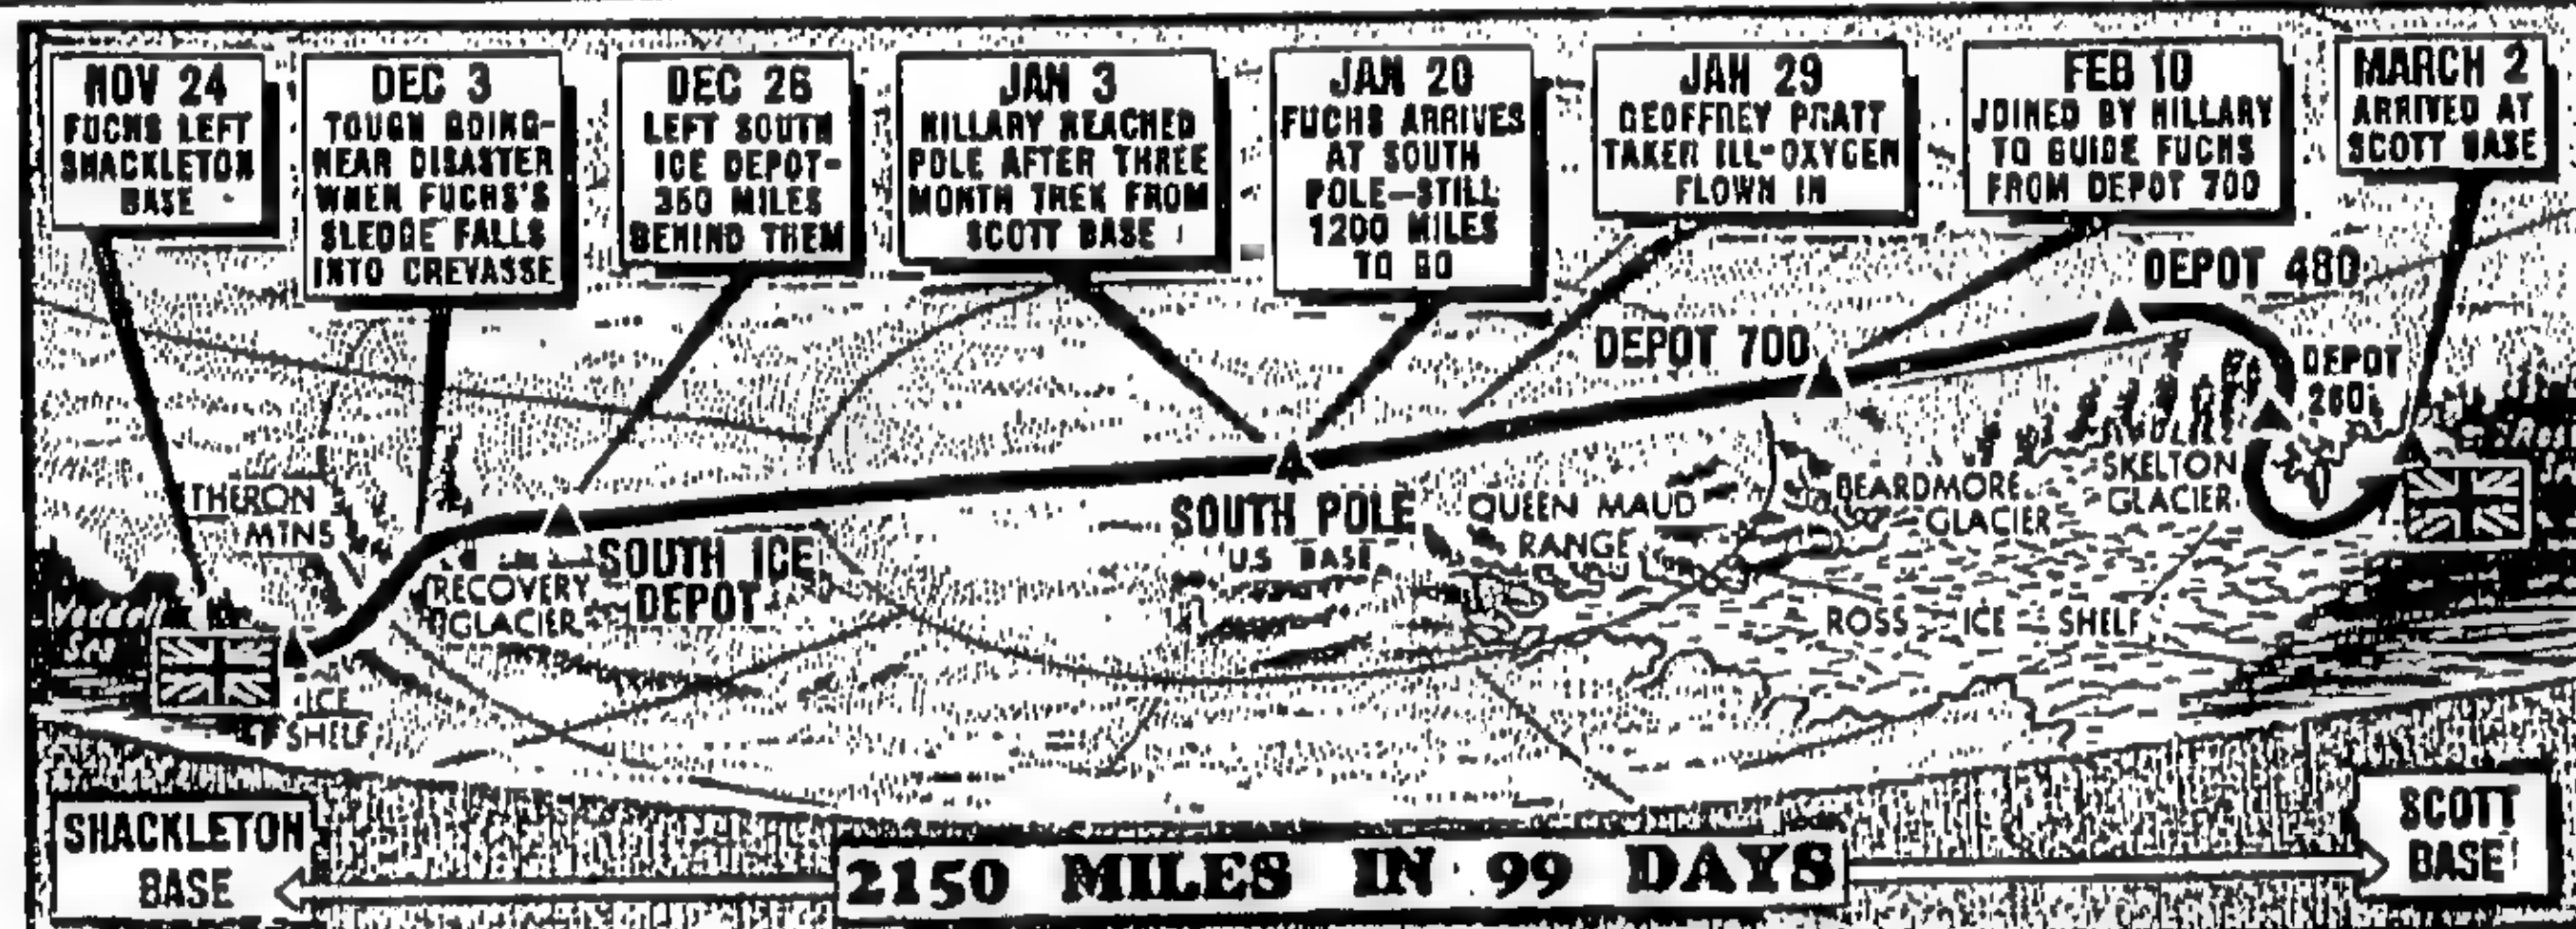 NOV 24
FUCHS LEFT
SHACKLETON
BASE
DEC 3
TOUGH GOING-
NEAR DISASTER
WHEN FUCHS'S
SLEDGE FALLS
INTO CREVASSE
DEC 26
LEFT SOUTH
ICE DEPOT-
350 MILES
BEHIND THEM
JAN 3
HILLARY REACHED
POLE AFTER THREE
MONTH TREK FROM
SCOTT BASE
JAN 20
FUCHS ARRIVES
AT SOUTH
POLE-STILL
1200 MILES
TO GO
JAN 29
GEOFFREY PRATT
TAKEN ILL-OXYGEN
FLOWN IN
FEB 10
JOINED BY HILLARY
TO GUIDE FUCHS
FROM DEPOT 700
MARCH 2
ARRIVED AT
SCOTT BASE
DEPOT 480
DEPOT 700
DEPOT
280
THERON
MTNS
SOUTH POLE
U.S. BASE
QUEEN MAUD
RANGE
BEARDMORE
GLACIER
SKELTON
GLACIER
Ross
SOUTH ICE
DEPOT
RECOVERY
GLACIER
Weddell
Sea
ICE
SHELF
ROSS ICE SHELF
SHACKLETON
BASE
2150 MILES IN 99 DAYS
SCOTT
BASE